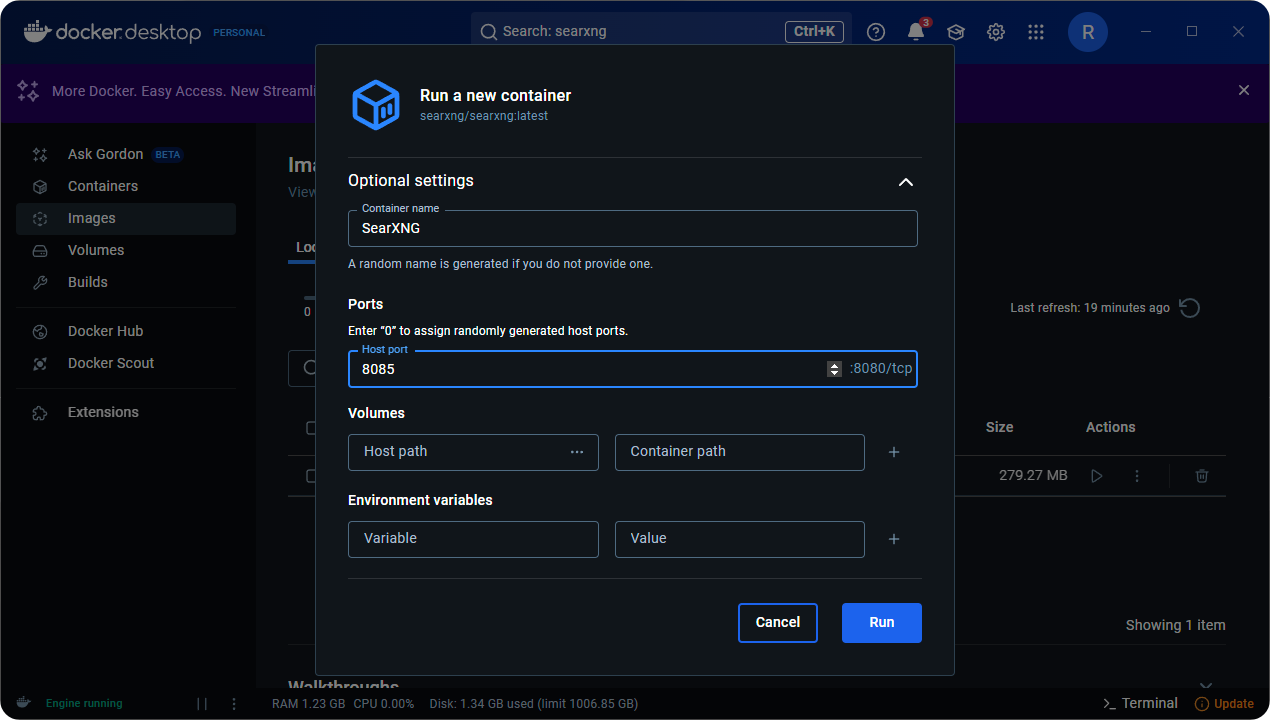 docker.desktop PERSONAL
Search: searxng Ctrl+K
3
R
More Docker. Easy Access. New Streamli
Run a new container
searxng/searxng:latest
Ask Gordon BETA
Containers
Images
Volumes
Builds
Docker Hub
Docker Scout
Extensions
Ima
View
Loc
0
Last refresh: 19 minutes ago
Optional settings
Container name
SearXNG
A random name is generated if you do not provide one.
Ports
Enter “0” to assign randomly generated host ports.
Host port
8085 :8080/tcp
Volumes
Host path ··· Container path +
Environment variables
Variable Value +
Cancel Run
Size Actions
279.27 MB
Showing 1 item
Walkthroughs
Engine running
RAM 1.23 GB CPU 0.00% Disk: 1.34 GB used (limit 1006.85 GB)
>_ Terminal Update